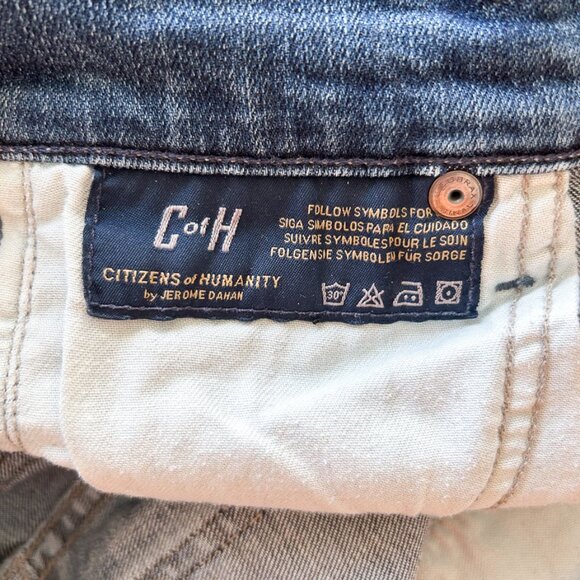 C of H
CITIZENS of HUMANITY
by JEROME DAHAN
FOLLOW SYMBOLS FOR
SIGA SIMBOLOS PARA EL CUIDADO
SUIVRE SYMBOLES POUR LE SOIN
FOLGENSIE SYMBOLEN FUR SORGE
30°